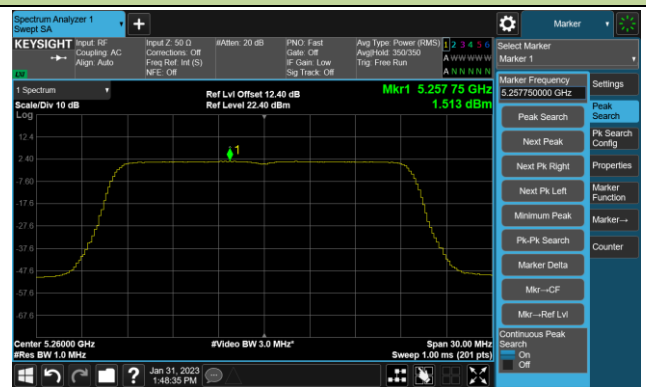 Spectrum Analyzer 1
Swept SA
Marker
KEYSIGHT
Input: RF
Coupling: AC
Align: Auto
Input Z: 50 Ω
Corrections: Off
Freq Ref: Int (S)
NFE: Off
#Atten: 20 dB
PNO: Fast
Gate: Off
IF Gain: Low
Sig Track: Off
Avg Type: Power (RMS)
Avg|Hold: 350/350
Trig: Free Run
1 2 3 4 5 6
A W W W W W
A N N N N N
LW
Select Marker
Marker 1
1 Spectrum
Scale/Div 10 dB
Log
Ref Lvl Offset 12.40 dB
Ref Level 22.40 dBm
Mkr1 5.257 75 GHz
1.513 dBm
12.4
2.40
-7.60
-17.6
-27.6
-37.6
-47.6
-57.6
-67.6
1
Center 5.26000 GHz
#Res BW 1.0 MHz
#Video BW 3.0 MHz*
Span 30.00 MHz
Sweep 1.00 ms (201 pts)
Marker Frequency
5.257750000 GHz
Peak Search
Next Peak
Next Pk Right
Next Pk Left
Minimum Peak
Pk-Pk Search
Marker Delta
Mkr→CF
Mkr→Ref Lvl
Continuous Peak
Search
On
Off
Settings
Peak
Search
Pk Search
Config
Properties
Marker
Function
Marker→
Counter
?
Jan 31, 2023
1:48:35 PM